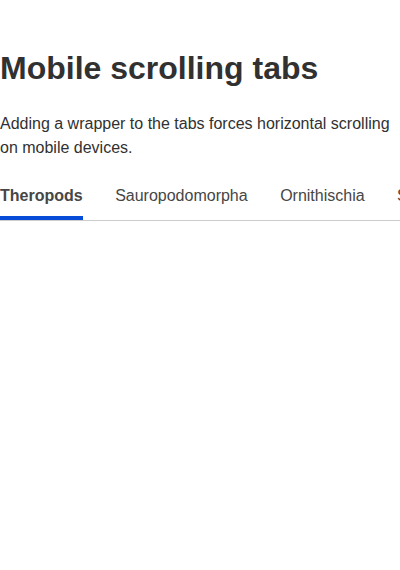 Mobile scrolling tabs
Adding a wrapper to the tabs forces horizontal scrolling
on mobile devices.
Theropods Sauropodomorpha Ornithischia